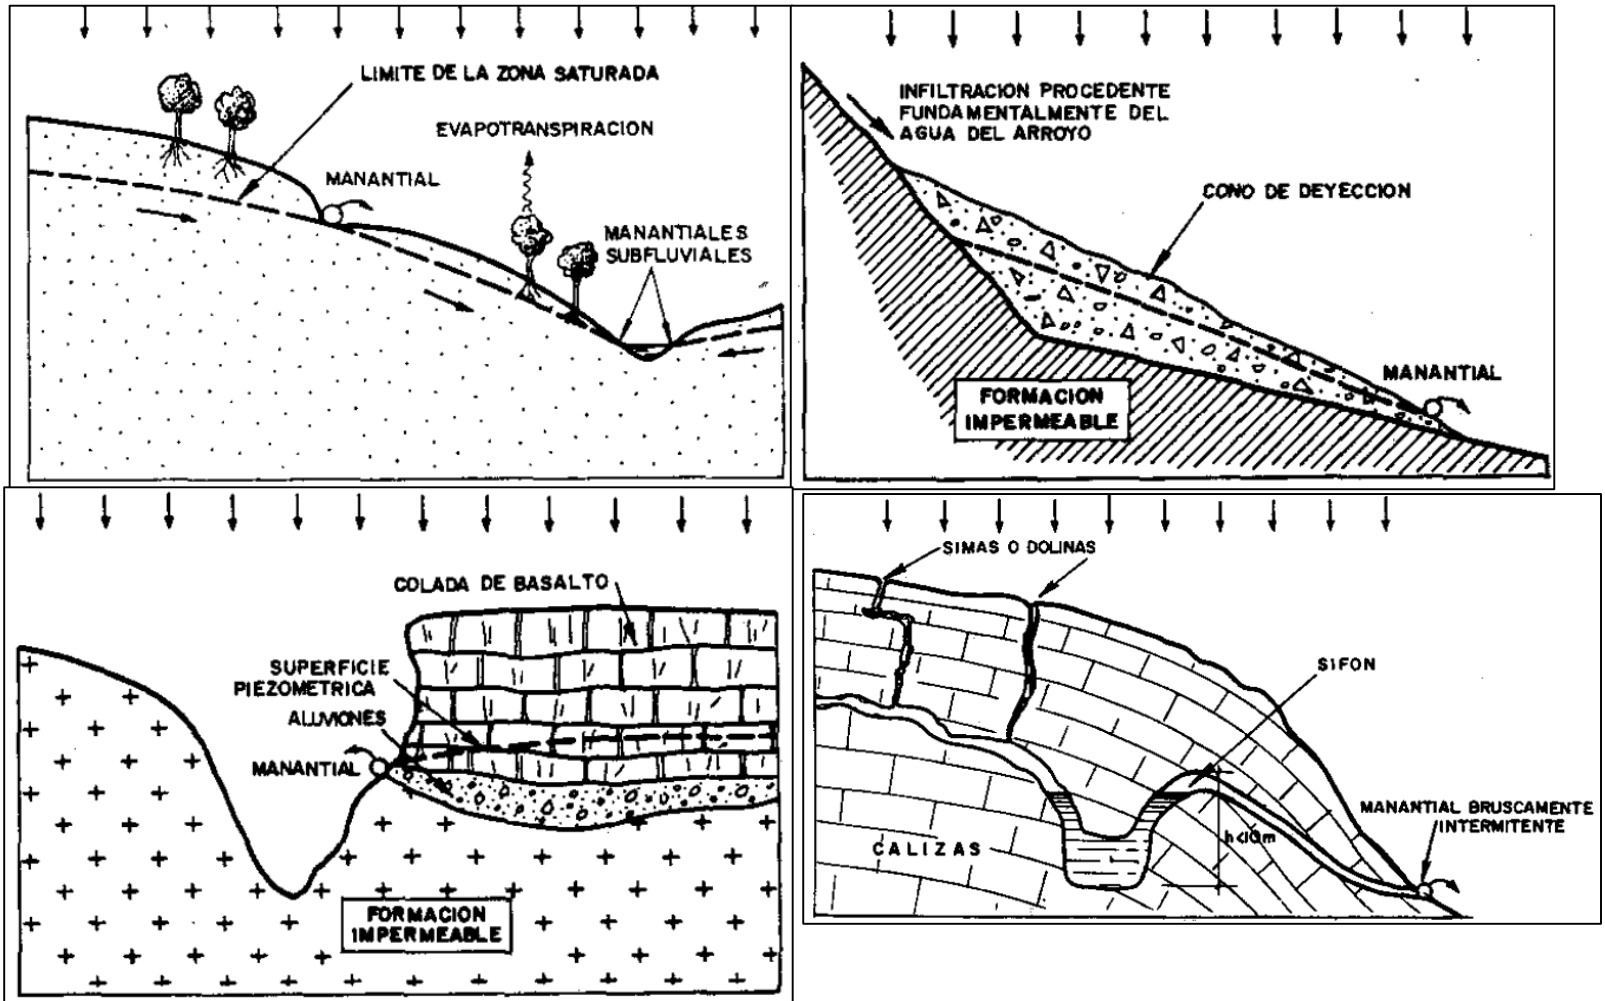 LIMITE DE LA ZONA SATURADA
EVAPOTRANSPIRACION
MANANTIAL
MANANTIALES
SUBFLUVIALES
INFILTRACION PROCEDENTE
FUNDAMENTALMENTE DEL
AGUA DEL ARROYO
CONO DE DEYECCION
MANANTIAL
FORMACION
IMPERMEABLE
COLADA DE BASALTO
SUPERFICIE
PIEZOMETRICA
ALUVIONES
MANANTIAL
FORMACION
IMPERMEABLE
SIMAS O DOLINAS
SIFON
MANANTIAL BRUSCAMENTE
INTERMITENTE
h<10m
CALIZAS